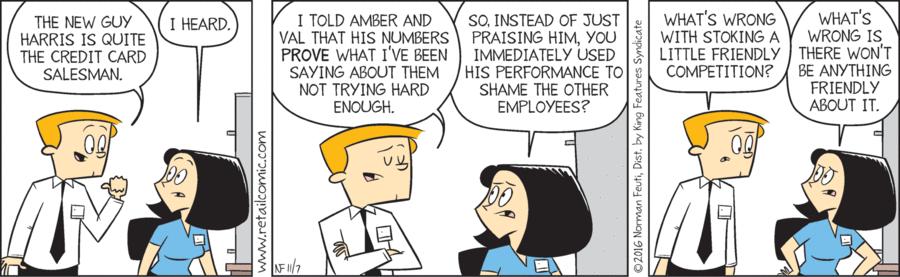 THE NEW GUY
HARRIS IS QUITE
THE CREDIT CARD
SALESMAN.
I HEARD.
www.retailcomic.com
I TOLD AMBER AND
VAL THAT HIS NUMBERS
PROVE WHAT I'VE BEEN
SAYING ABOUT THEM
NOT TRYING HARD
ENOUGH.
SO, INSTEAD OF JUST
PRAISING HIM, YOU
IMMEDIATELY USED
HIS PERFORMANCE TO
SHAME THE OTHER
EMPLOYEES?
NF 11/7
©2016 Norman Feuti, Dist. by King Features Syndicate
WHAT'S WRONG
WITH STOKING A
LITTLE FRIENDLY
COMPETITION?
WHAT'S
WRONG IS
THERE WON'T
BE ANYTHING
FRIENDLY
ABOUT IT.